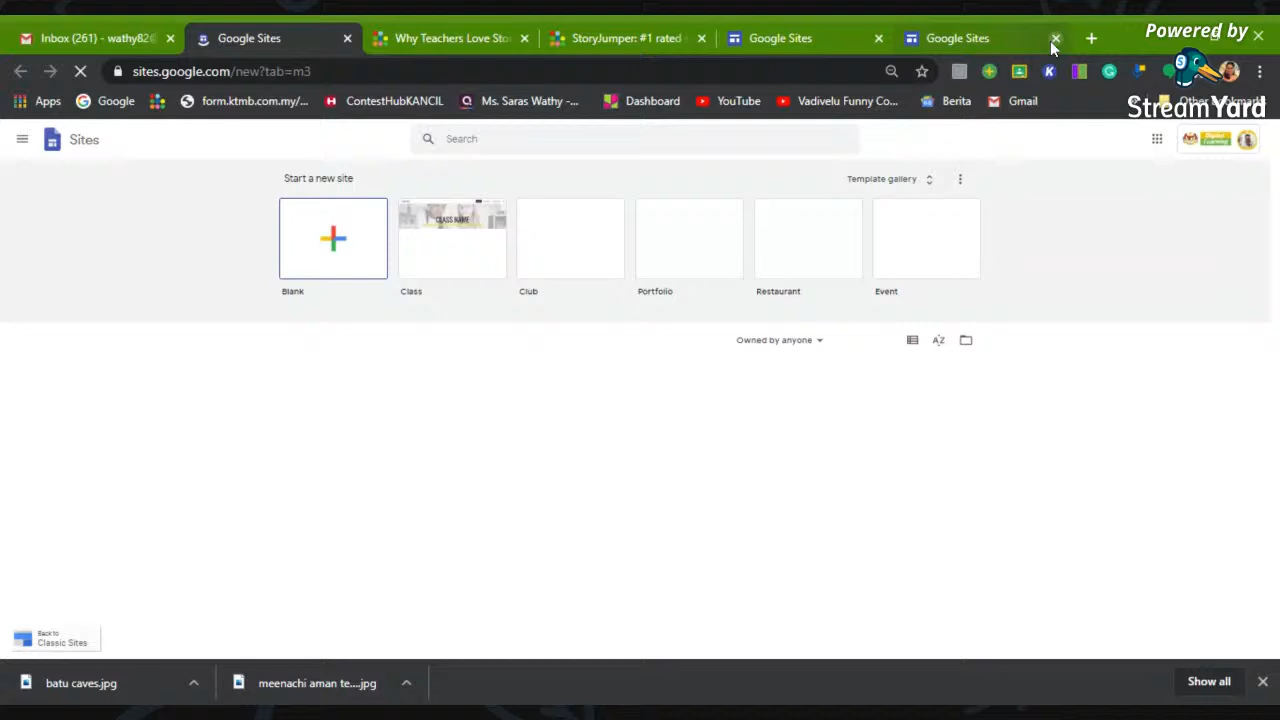 Inbox (261) - wathy82@
Google Sites
Why Teachers Love Sto
StoryJumper: #1 rated
Google Sites
Google Sites
Powered by
StreamYard
sites.google.com/new?tab=m3
Apps
Google
form.ktmb.com.my/...
ContestHubKANCIL
Ms. Saras Wathy -...
Dashboard
YouTube
Vadivelu Funny Co...
Berita
Gmail
Sites
Search
Start a new site
Template gallery
CLASS NAME
Blank
Class
Club
Portfolio
Restaurant
Event
Owned by anyone
AZ
Back to
Classic Sites
batu caves.jpg
meenachi aman te....jpg
Show all